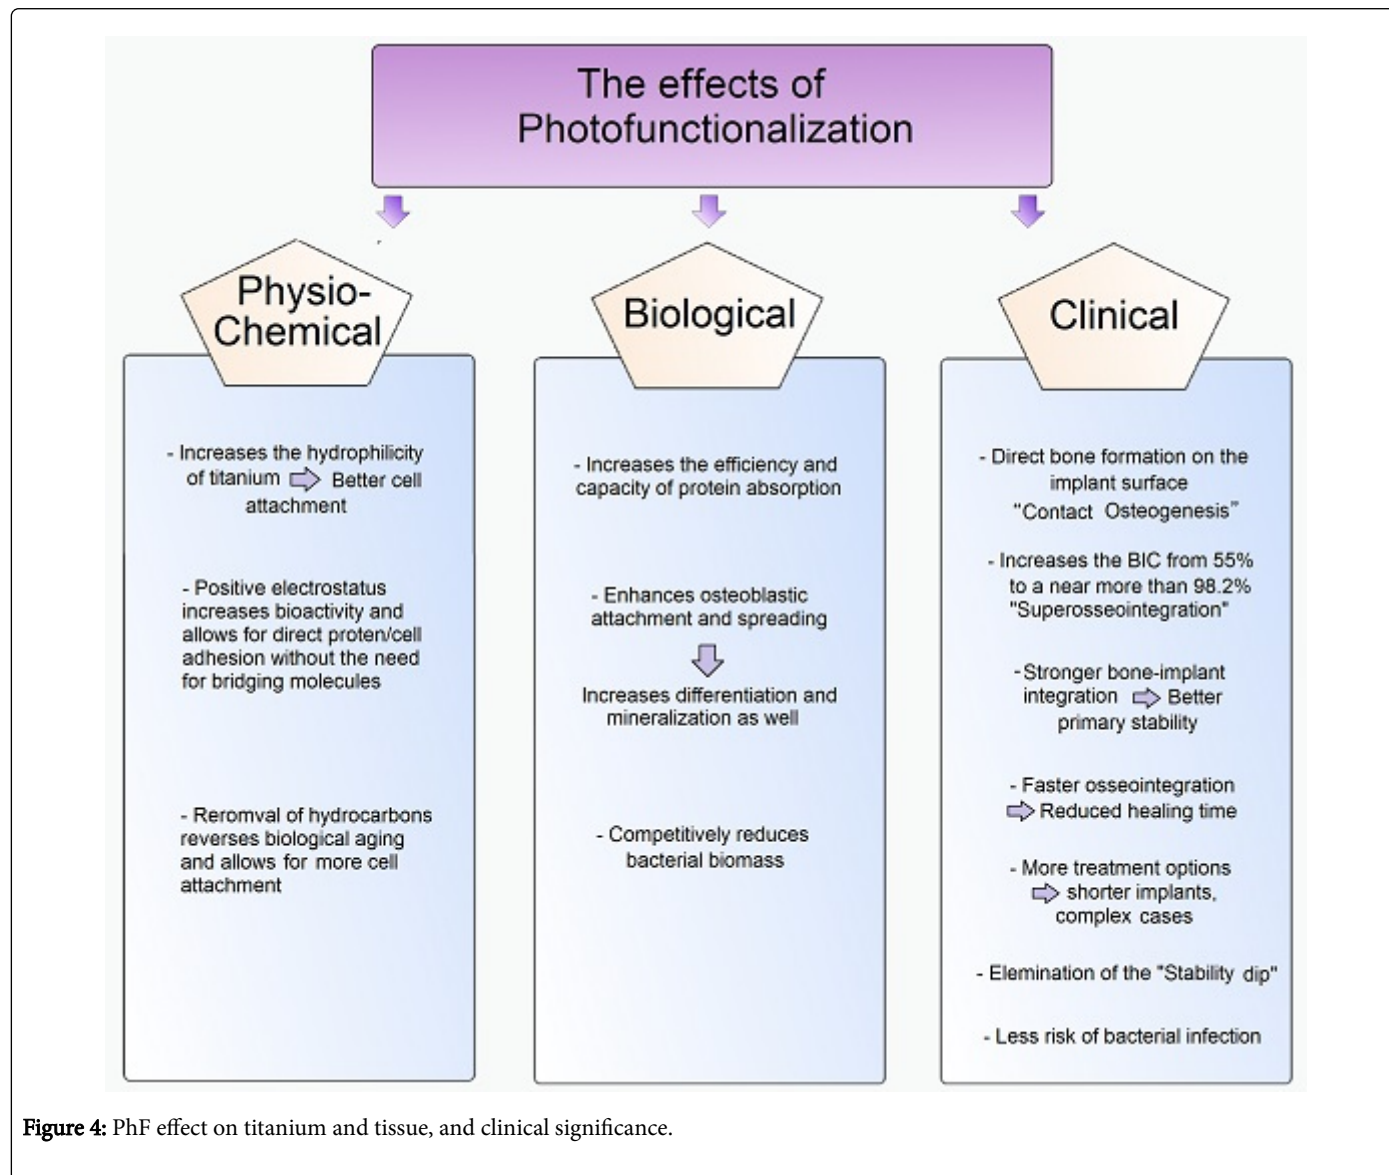 The effects of
Photofunctionalization
Physio-
Chemical
- Increases the hydrophilicity
of titanium Better cell
attachment
- Positive electrostatus
increases bioactivity and
allows for direct proten/cell
adhesion without the need
for bridging molecules
- Reromval of hydrocarbons
reverses biological aging
and allows for more cell
attachment
Biological
- Increases the efficiency and
capacity of protein absorption
- Enhances osteoblastic
attachment and spreading
Increases differentiation and
mineralization as well
- Competitively reduces
bacterial biomass
Clinical
- Direct bone formation on the
implant surface
"Contact Osteogenesis"
- Increases the BIC from 55%
to a near more than 98.2%
"Superosseointegration"
- Stronger bone-implant
integration Better
primary stability
- Faster osseointegration
Reduced healing time
- More treatment options
shorter implants,
complex cases
- Elemination of the "Stability dip"
- Less risk of bacterial infection
Figure 4: PhF effect on titanium and tissue, and clinical significance.